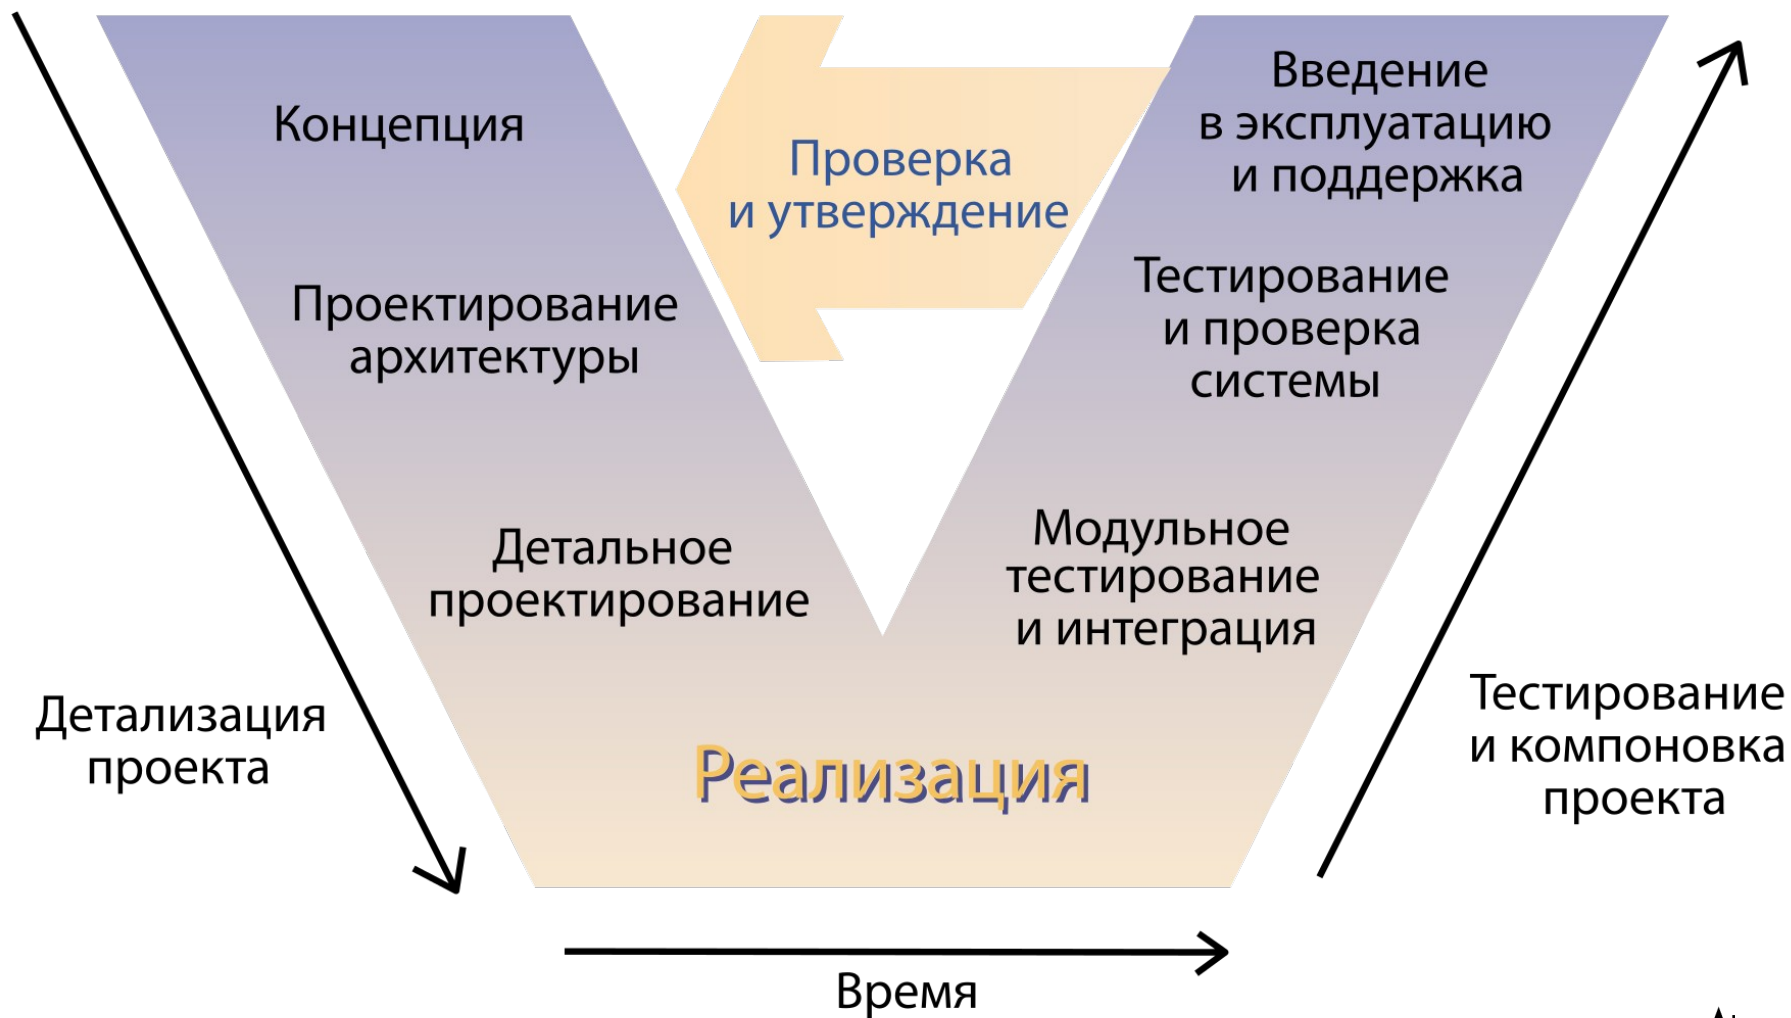 Концепция
Проектирование
архитектуры
Детальное
проектирование
Детализация
проекта
Проверка
и утверждение
Реализация
Введение
в эксплуатацию
и поддержка
Тестирование
и проверка
системы
Модульное
тестирование
и интеграция
Тестирование
и компоновка
проекта
Время